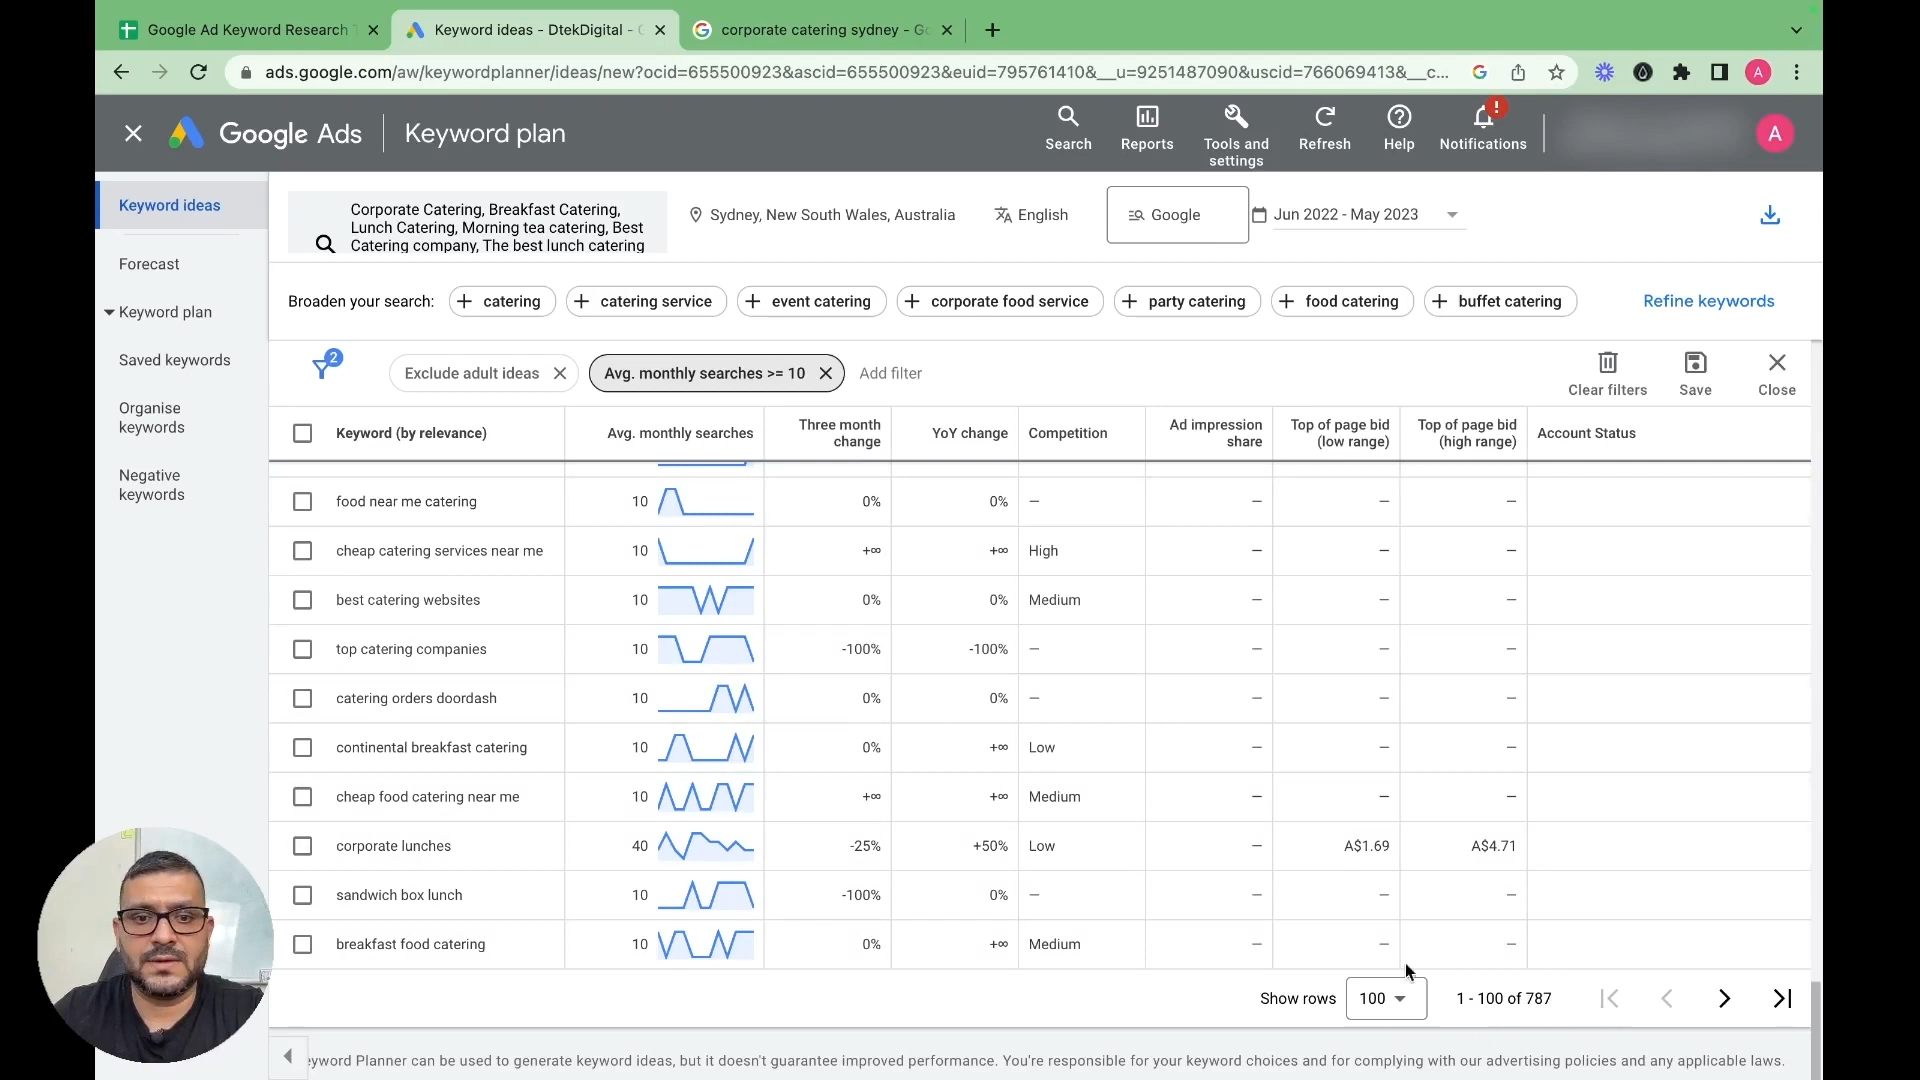 Google Ad Keyword Research
Keyword ideas - DtekDigital -
corporate catering sydney - Go
ads.google.com/aw/keywordplanner/ideas/new?ocid=655500923&ascid=655500923&euid=795761410&__u=9251487090&uscid=766069413&__c...
A
Google Ads
Keyword plan
Search
Reports
Tools and
settings
Refresh
Help
!
Notifications
A
Keyword ideas
Forecast
Keyword plan
Saved keywords
Organise
keywords
Negative
keywords
Corporate Catering, Breakfast Catering,
Lunch Catering, Morning tea catering, Best
Catering company, The best lunch catering
Sydney, New South Wales, Australia
English
Google
Jun 2022 - May 2023
Broaden your search:
catering
catering service
event catering
corporate food service
party catering
food catering
buffet catering
Refine keywords
2
Exclude adult ideas
Avg. monthly searches >= 10
Add filter
Clear filters
Save
Close
Keyword (by relevance)
Avg. monthly searches
Three month
change
YoY change
Competition
Ad impression
share
Top of page bid
(low range)
Top of page bid
(high range)
Account Status
food near me catering 10 0% 0% — — — —
cheap catering services near me 10 +∞ +∞ High — — —
best catering websites 10 0% 0% Medium — — —
top catering companies 10 -100% -100% — — — —
catering orders doordash 10 0% 0% — — — —
continental breakfast catering 10 0% +∞ Low — — —
cheap food catering near me 10 +∞ +∞ Medium — — —
corporate lunches 40 -25% +50% Low — A$1.69 A$4.71
sandwich box lunch 10 -100% 0% — — — —
breakfast food catering 10 0% +∞ Medium — — —
Show rows
100
1 - 100 of 787
eyword Planner can be used to generate keyword ideas, but it doesn't guarantee improved performance. You're responsible for your keyword choices and for complying with our advertising policies and any applicable laws.